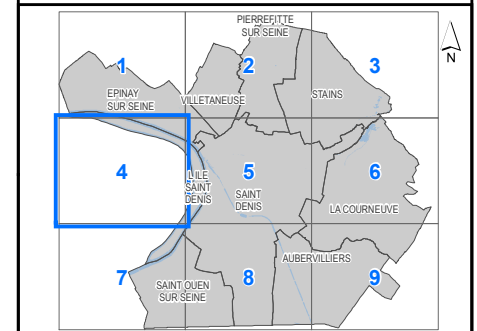 PIERREFITTE
SUR SEINE
1
2
3
N
EPINAY
SUR SEINE
VILLETANEUSE
STAINS
4
5
6
L ILE
SAINT
DENIS
SAINT
DENIS
LA COURNEUVE
7
8
9
AUBERVILLIERS
SAINT OUEN
SUR SEINE